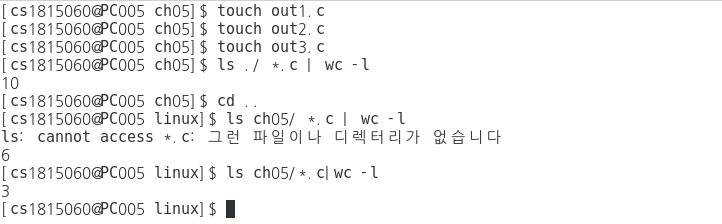 [cs1815060@PC005 ch05]$ touch out1.c
[cs1815060@PC005 ch05]$ touch out2.c
[cs1815060@PC005 ch05]$ touch out3.c
[cs1815060@PC005 ch05]$ ls ./ *.c | wc -l
10
[cs1815060@PC005 ch05]$ cd ..
[cs1815060@PC005 linux]$ ls ch05/ *.c | wc -l
ls: cannot access *.c: 그런 파일이나 디렉터리가 없습니다
6
[cs1815060@PC005 linux]$ ls ch05/*.c|wc -l
3
[cs1815060@PC005 linux]$